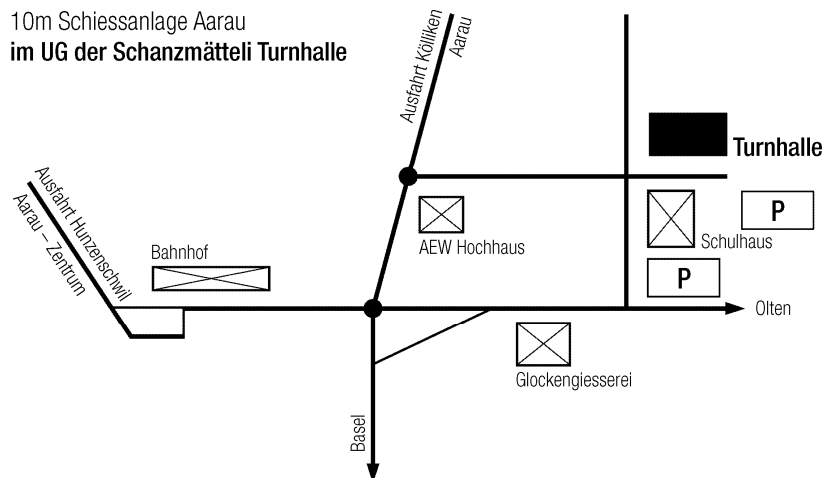 10m Schiessanlage Aarau
im UG der Schanzmätteli Turnhalle
Ausfahrt Kölliken
Aarau
Turnhalle
Ausfahrt Hunzenschwil
Aarau – Zentrum
Bahnhof
AEW Hochhaus
Schulhaus
P
P
Olten
Glockengiesserei
Basel